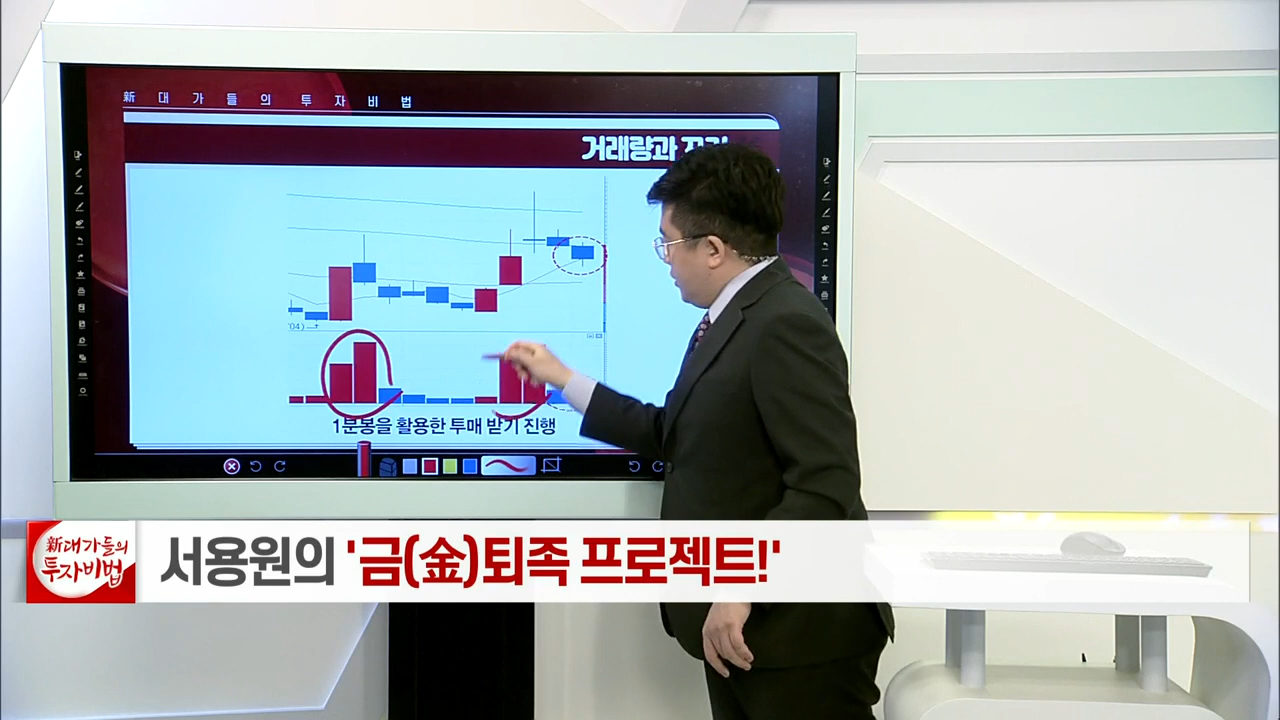 新 대 가 들 의 투 자 비 법
거래량과
'04)
1분봉을 활용한 투매 받기 진행
新대가들의
투자비법
서용원의 '금(金)퇴족 프로젝트!'